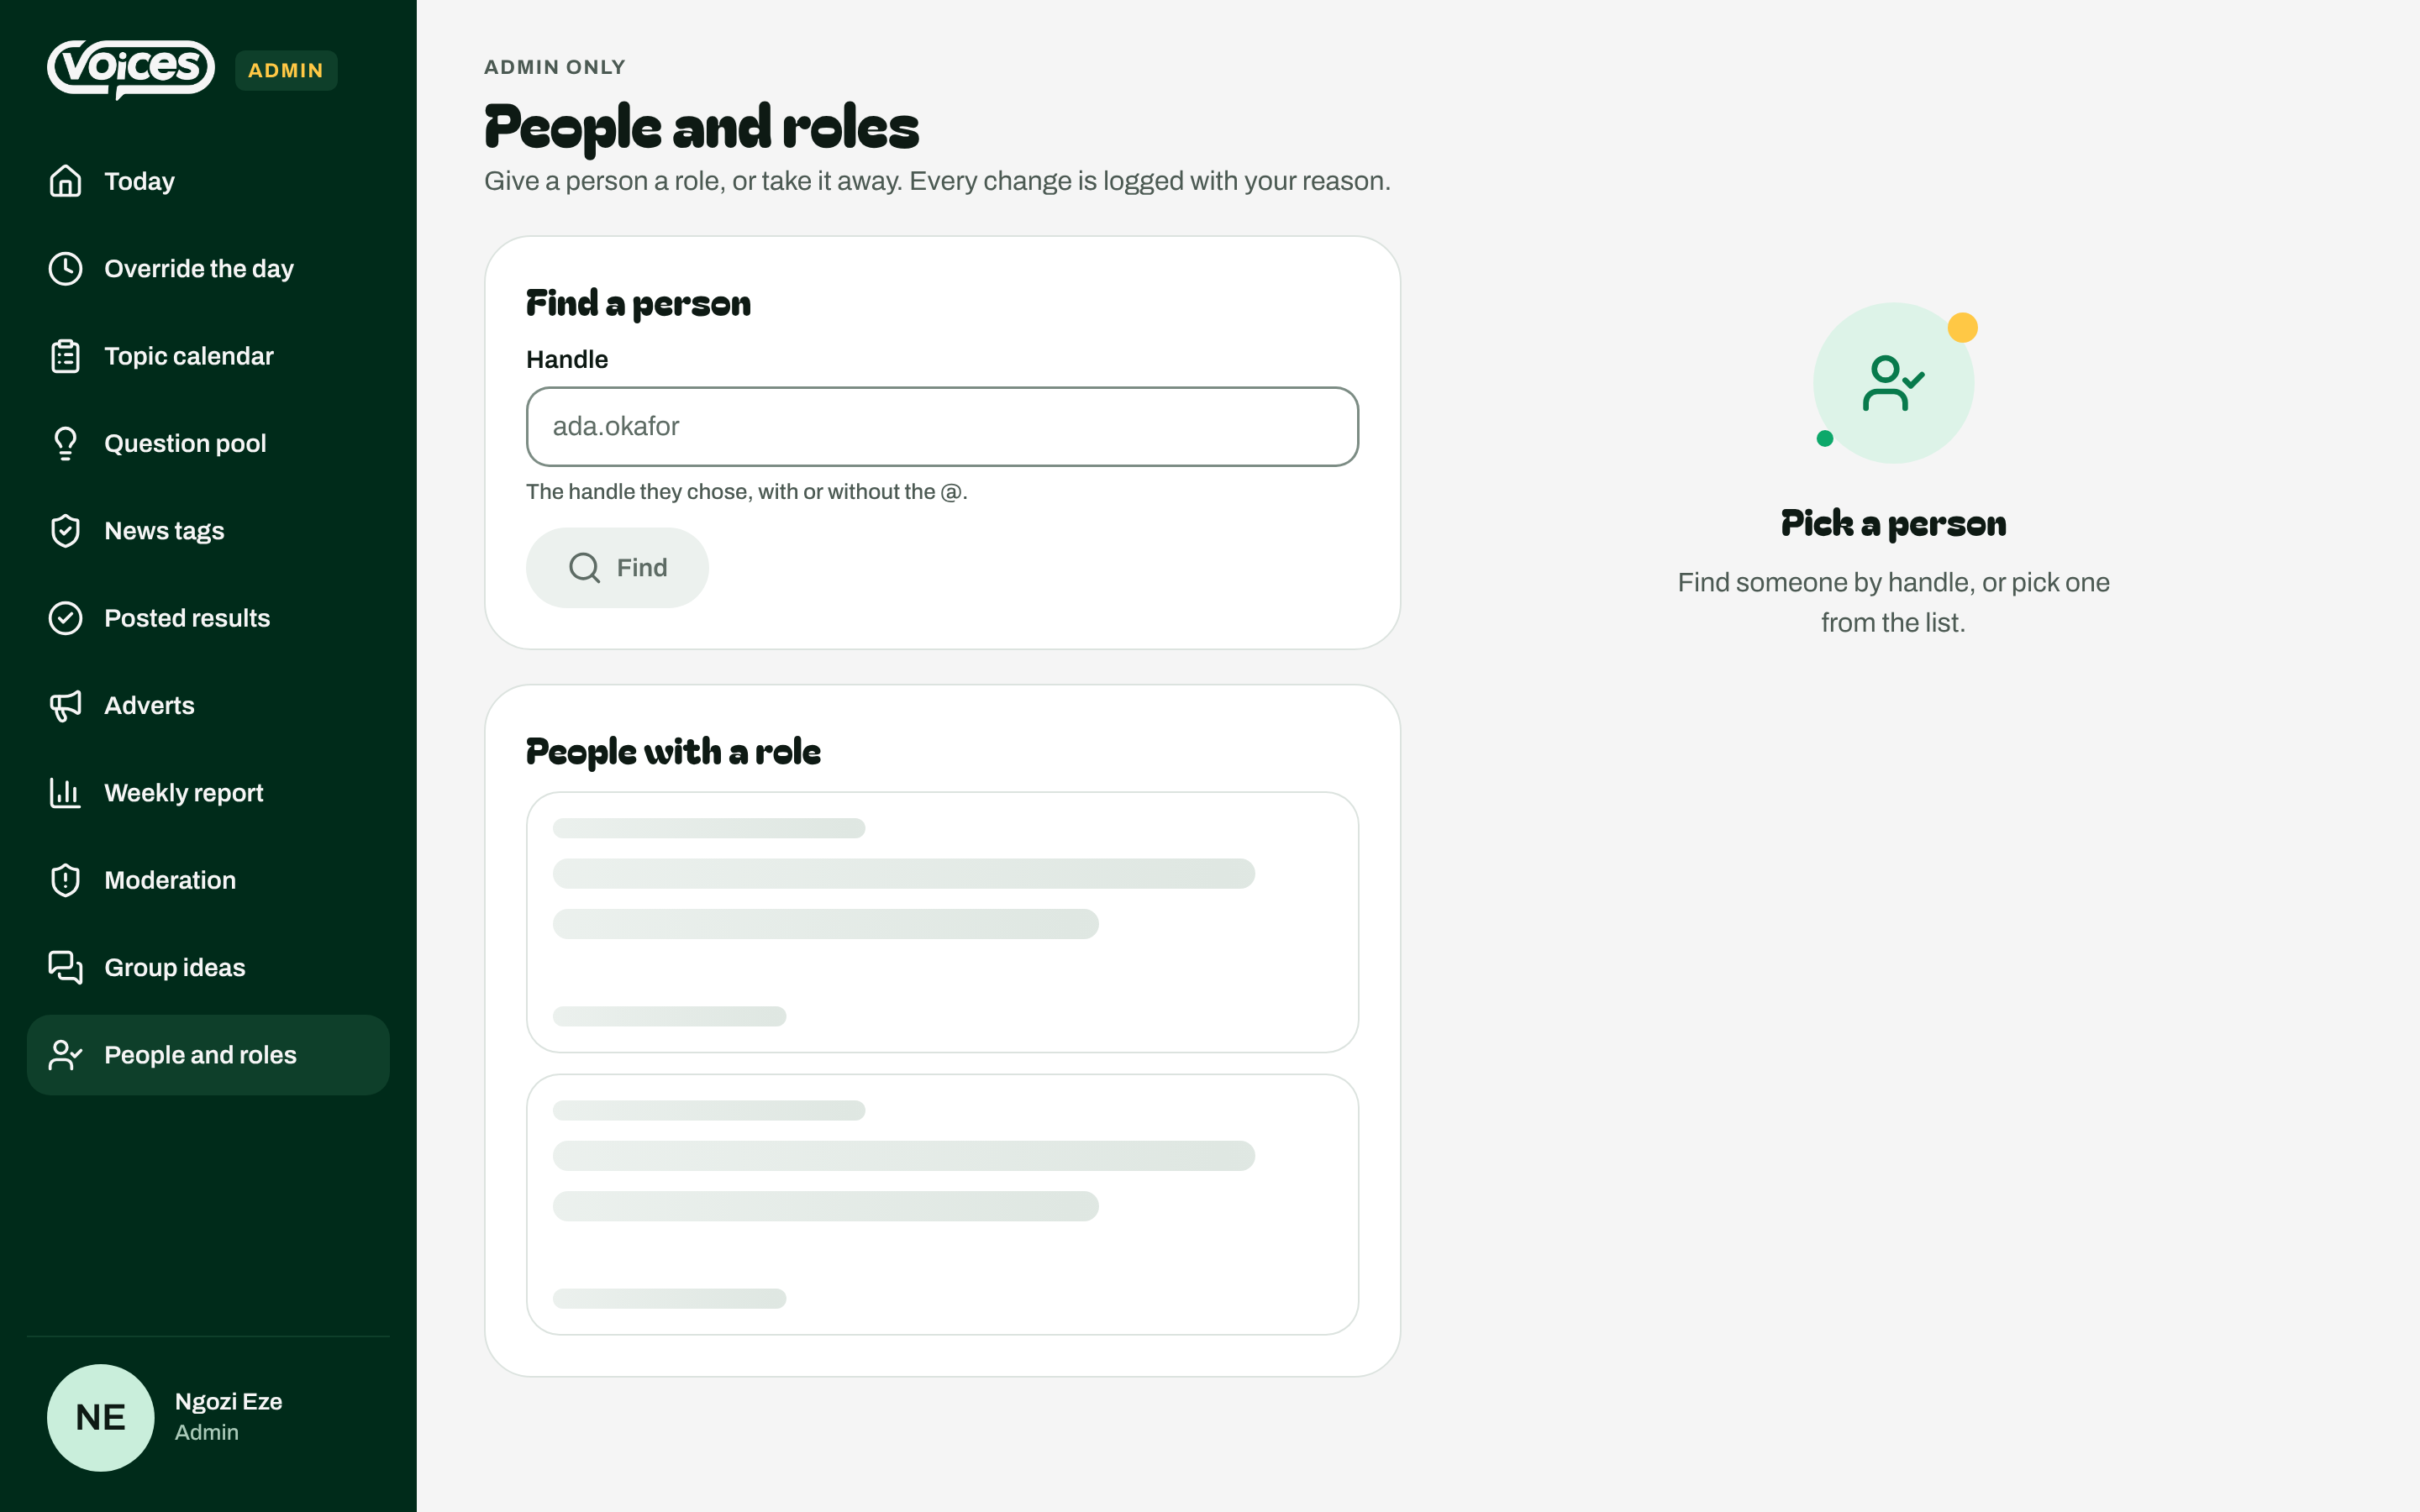 Voices
ADMIN
Today
Override the day
Topic calendar
Question pool
News tags
Posted results
Adverts
Weekly report
Moderation
Group ideas
People and roles
NE
Ngozi Eze
Admin
ADMIN ONLY
People and roles
Give a person a role, or take it away. Every change is logged with your reason.
Find a person
Handle
ada.okafor
The handle they chose, with or without the @.
Find
People with a role
Pick a person
Find someone by handle, or pick one
from the list.